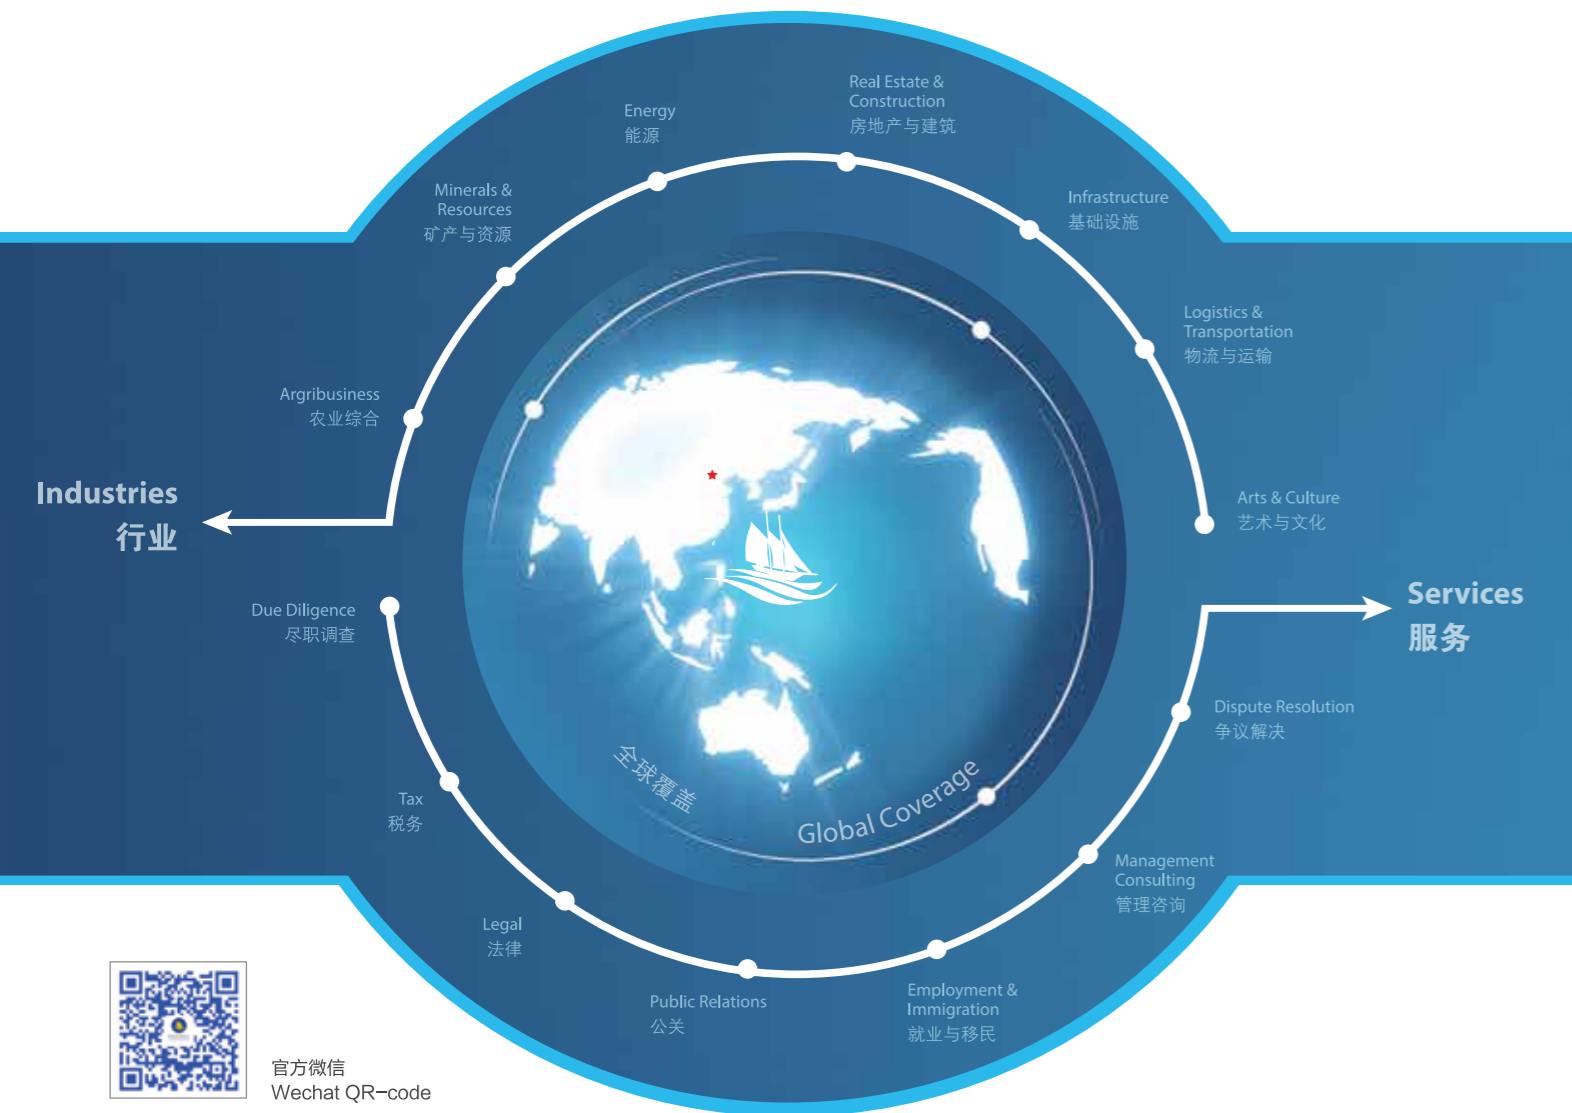 Real Estate &
Construction
房地产与建筑
Energy
能源
Minerals &
Resources
矿产与资源
Infrastructure
基础设施
Logistics &
Transportation
物流与运输
Argribusiness
农业综合
Industries
行业
Arts & Culture
艺术与文化
Due Diligence
尽职调查
Services
服务
Dispute Resolution
争议解决
全球覆盖
Global Coverage
Tax
税务
Management
Consulting
管理咨询
Legal
法律
Public Relations
公关
Employment &
Immigration
就业与移民
官方微信
Wechat QR-code